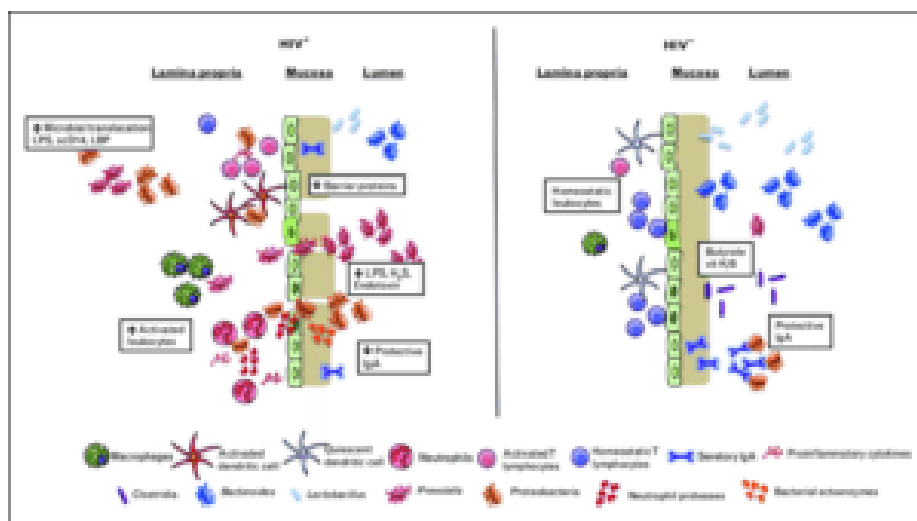 HIV⁺
Lamina propria Mucosa Lumen
Microbial translocation
LPS, sCD14, LBP
Barrier proteins
LPS, H₂S,
Endotoxin
Activated
leukocytes
Protective
IgA
HIV⁻
Lamina propria Mucosa Lumen
Homeostatic
leukocytes
Butyrate
Protective
IgA
Macrophages
Activated
dendritic cell
Quiescent
dendritic cell
Neutrophils
Activated T
lymphocytes
Homeostatic T
lymphocytes
Secretory IgA
Proinflammatory cytokines
Clostridia
Bacteroides
Lactobacillus
Prevotella
Proteobacteria
Neutrophil proteases
Bacterial ectoenzymes